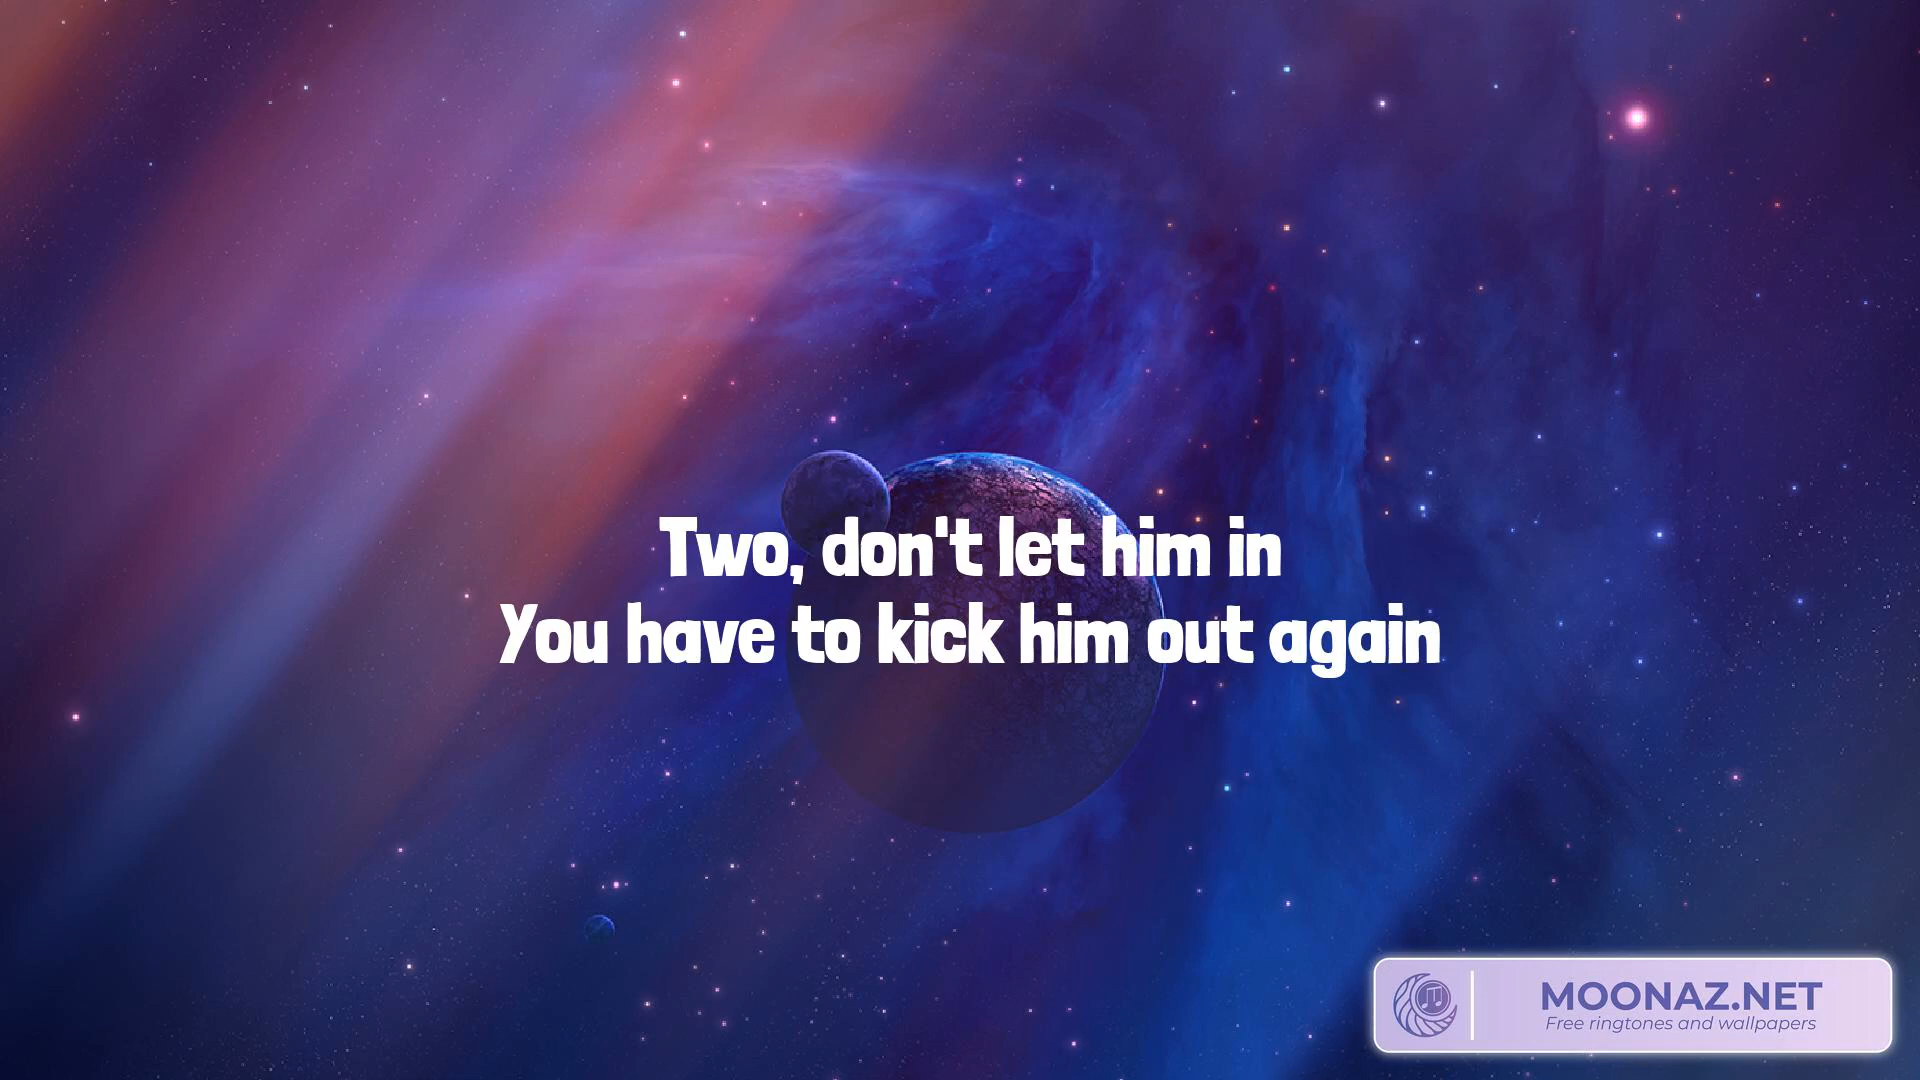 Two, don't let him in
You have to kick him out again
MOONAZ.NET
Free ringtones and wallpapers